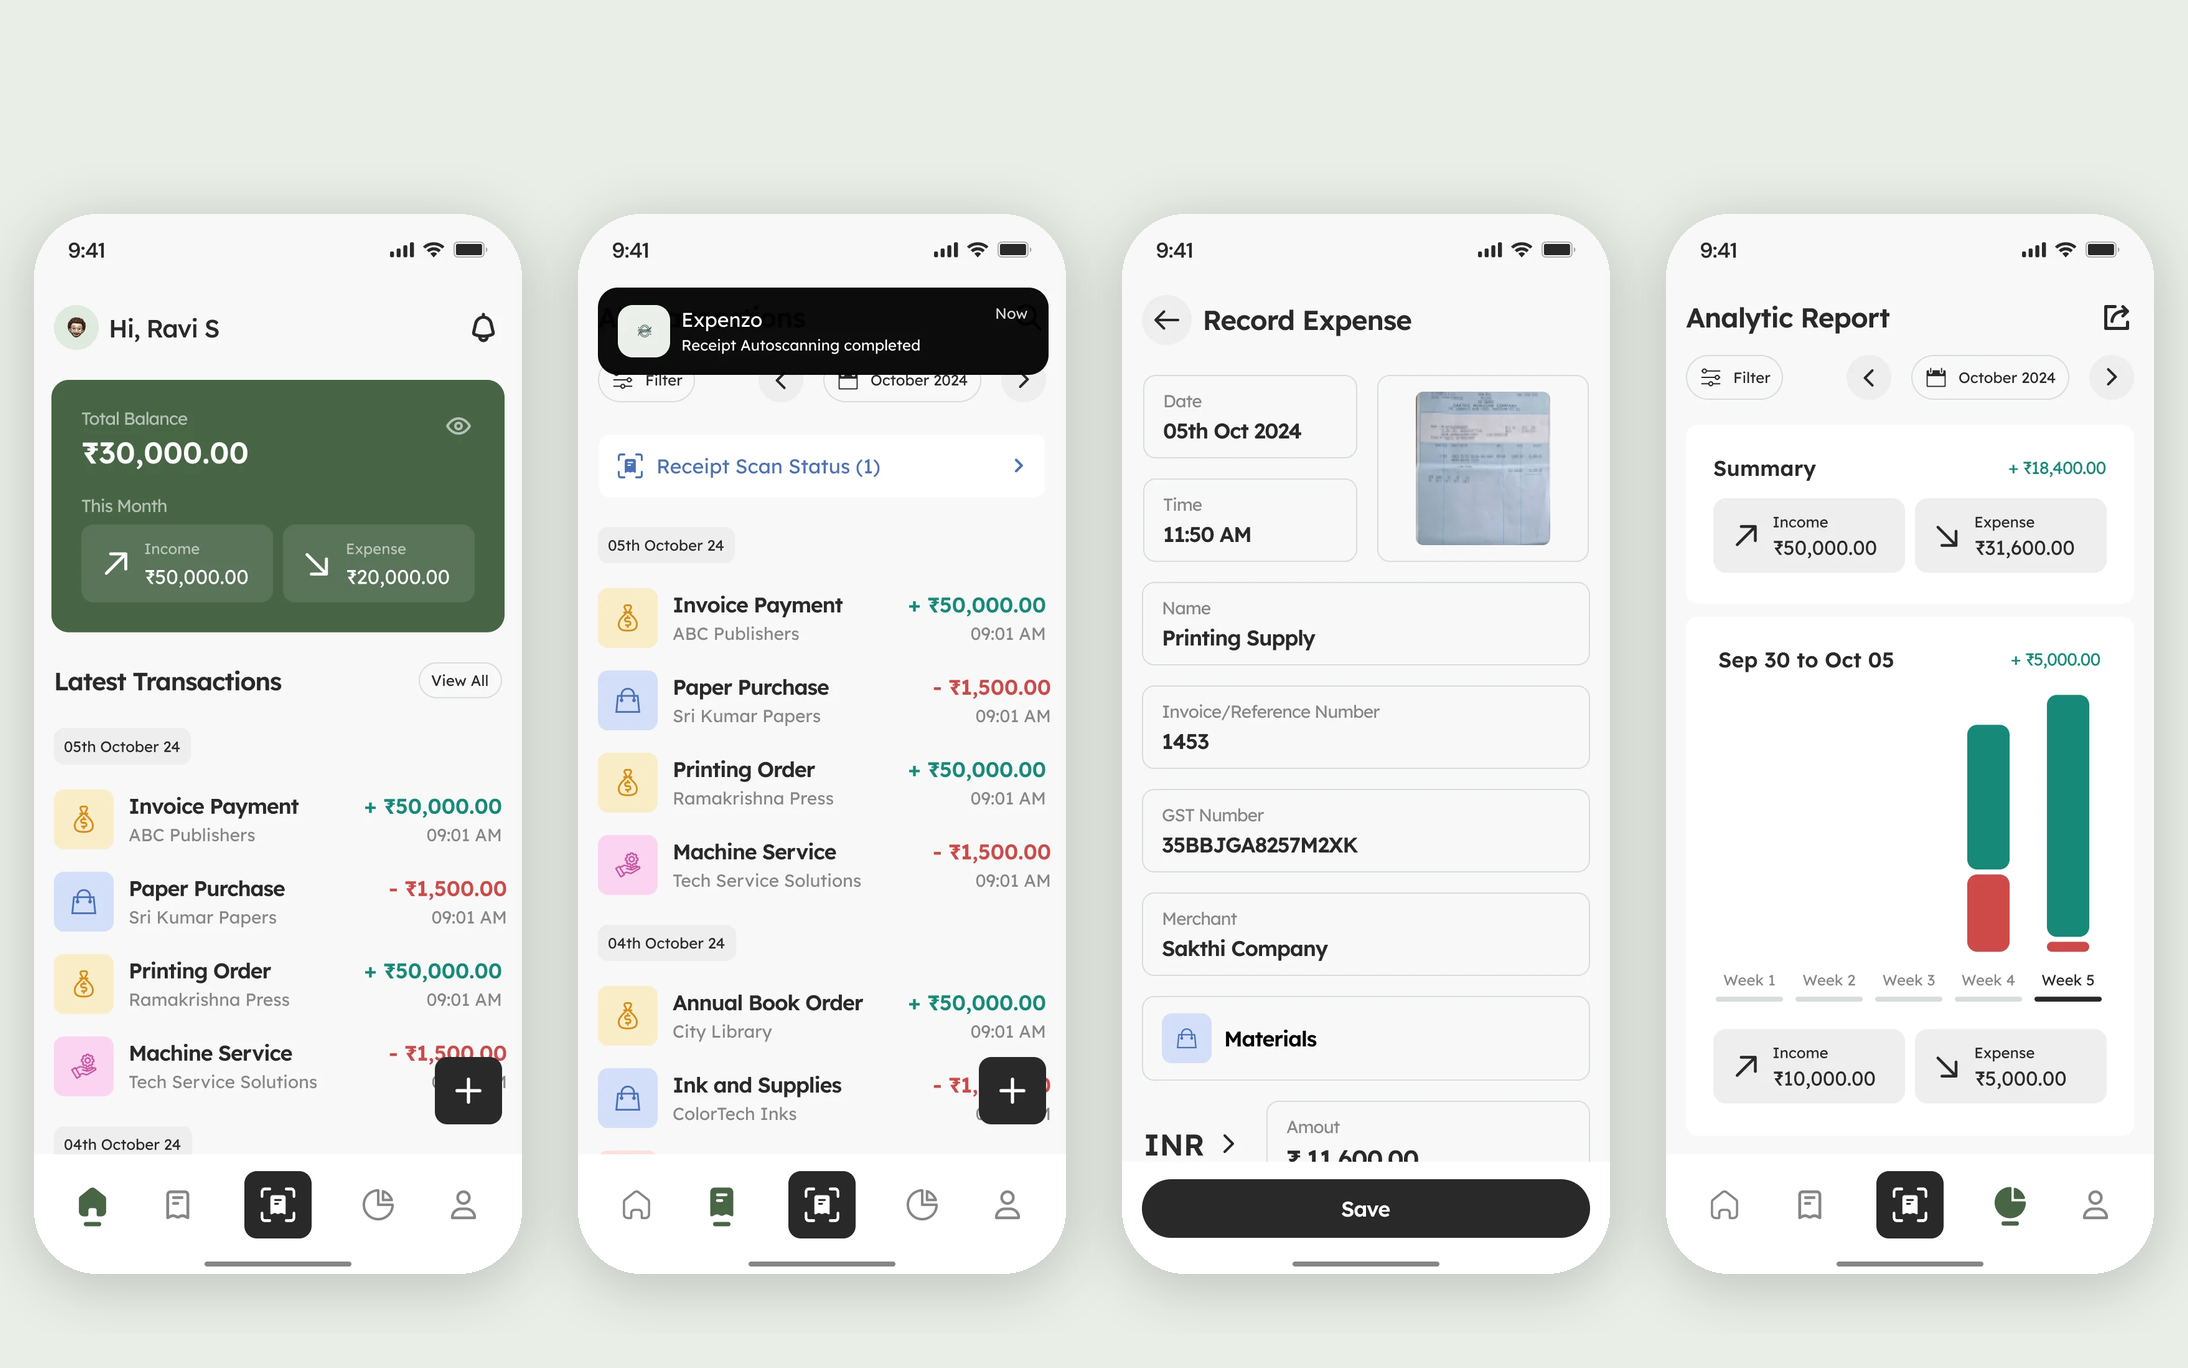 9:41
Hi, Ravi S
Total Balance
₹30,000.00
This Month
Income
₹50,000.00
Expense
₹20,000.00
Latest Transactions
View All
05th October 24
Invoice Payment
+ ₹50,000.00
ABC Publishers
09:01 AM
Paper Purchase
- ₹1,500.00
Sri Kumar Papers
09:01 AM
Printing Order
+ ₹50,000.00
Ramakrishna Press
09:01 AM
Machine Service
- ₹1,500.00
Tech Service Solutions
04th October 24
9:41
Expenzo
Now
Receipt Autoscanning completed
Filter
October 2024
Receipt Scan Status (1)
05th October 24
Invoice Payment
+ ₹50,000.00
ABC Publishers
09:01 AM
Paper Purchase
- ₹1,500.00
Sri Kumar Papers
09:01 AM
Printing Order
+ ₹50,000.00
Ramakrishna Press
09:01 AM
Machine Service
- ₹1,500.00
Tech Service Solutions
09:01 AM
04th October 24
Annual Book Order
+ ₹50,000.00
City Library
09:01 AM
Ink and Supplies
- ₹1,
ColorTech Inks
9:41
Record Expense
Date
05th Oct 2024
Time
11:50 AM
Name
Printing Supply
Invoice/Reference Number
1453
GST Number
35BBJGA8257M2XK
Merchant
Sakthi Company
Materials
INR
Amout
₹ 11,600.00
Save
9:41
Analytic Report
Filter
October 2024
Summary
+ ₹18,400.00
Income
₹50,000.00
Expense
₹31,600.00
Sep 30 to Oct 05
+ ₹5,000.00
Week 1
Week 2
Week 3
Week 4
Week 5
Income
₹10,000.00
Expense
₹5,000.00